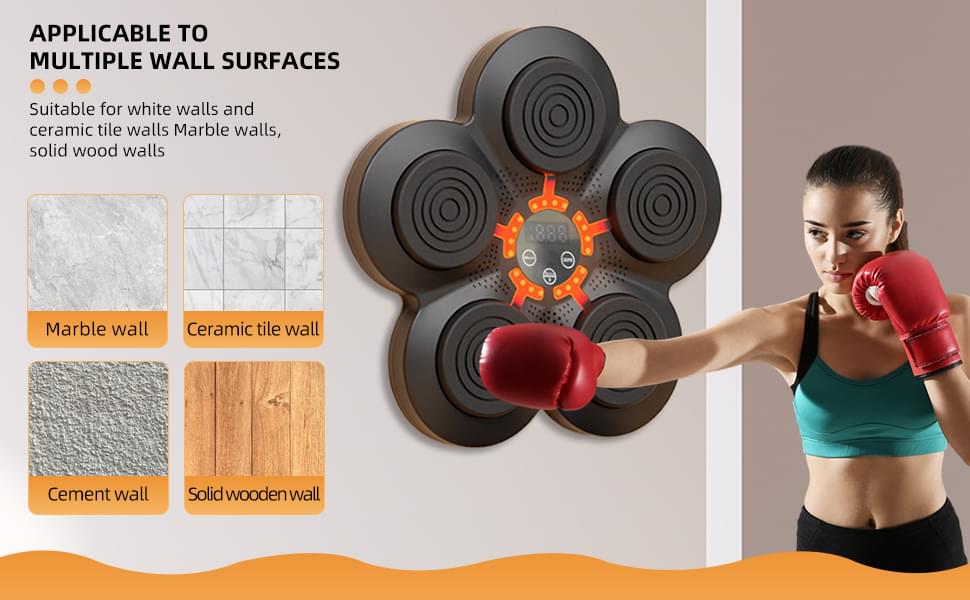 APPLICABLE TO
MULTIPLE WALL SURFACES
Suitable for white walls and
ceramic tile walls Marble walls,
solid wood walls
Marble wall
Ceramic tile wall
Cement wall
Solid wooden wall